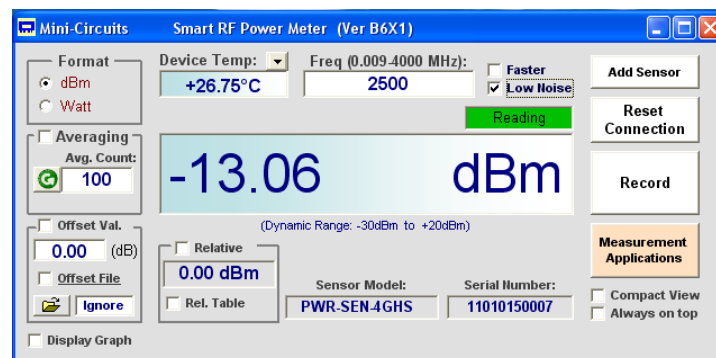 Mini-Circuits Smart RF Power Meter (Ver B6X1)
Format
dBm
Watt
Device Temp:
+26.75°C
Freq (0.009-4000 MHz):
2500
Faster
Low Noise
Reading
Add Sensor
Reset
Connection
Averaging
Avg. Count:
100
-13.06 dBm
Record
(Dynamic Range: -30dBm to +20dBm)
Offset Val.
0.00 (dB)
Offset File
Ignore
Relative
0.00 dBm
Rel. Table
Sensor Model:
PWR-SEN-4GHS
Serial Number:
11010150007
Measurement
Applications
Compact View
Always on top
Display Graph